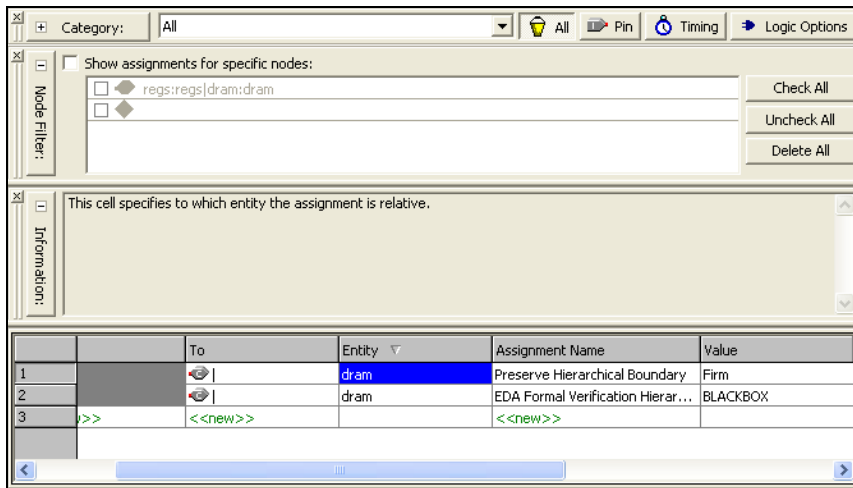 Category: All All Pin Timing Logic Options
Show assignments for specific nodes:
Node Filter:
regs:regs|dram:dram
Check All
Uncheck All
Delete All
This cell specifies to which entity the assignment is relative.
Information:
To Entity Assignment Name Value
1 | dram Preserve Hierarchical Boundary Firm
2 | dram EDA Formal Verification Hierar... BLACKBOX
3 >> <<new>> <<new>>